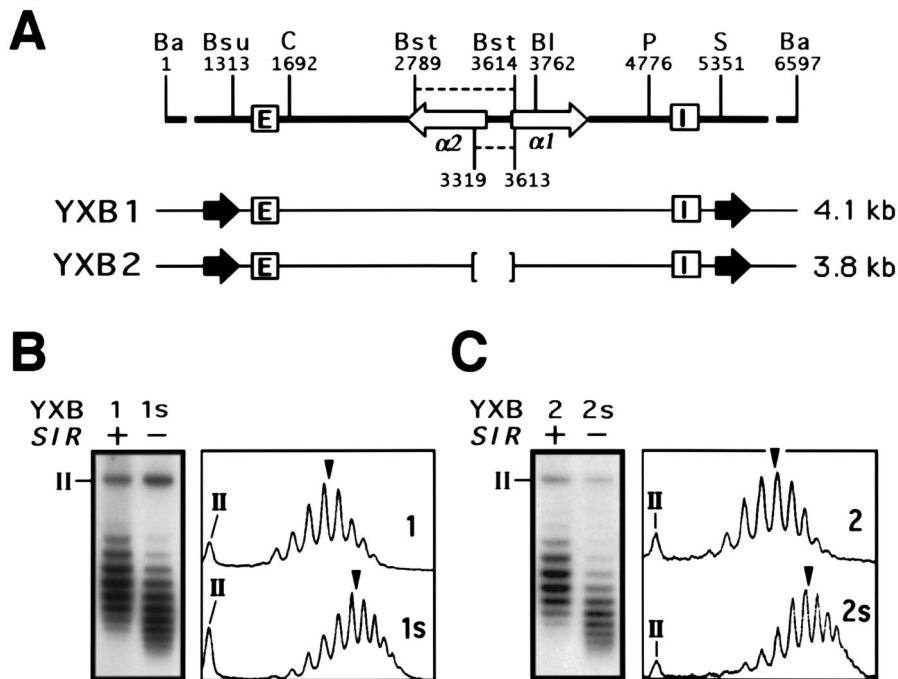 A
Ba Bsu C Bst Bst Bl P S Ba
1 1313 1692 2789 3614 3762 4776 5351 6597
E I
α2 α1
3319 3613
YXB1 E I 4.1 kb
YXB2 E I 3.8 kb
B
YXB 1 1s
SIR + −
II
II
1
II
1s
C
YXB 2 2s
SIR + −
II
II
2
II
2s